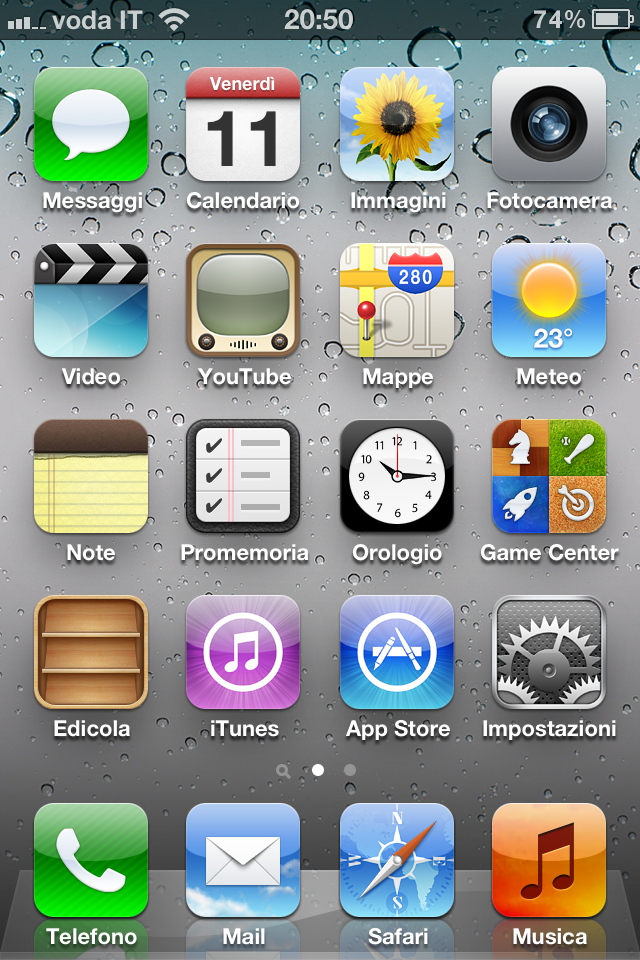 voda IT 20:50 74%
Venerdì
11
Messaggi Calendario Immagini Fotocamera
280
23°
Video YouTube Mappe Meteo
12
11 1
10 2
9 3
8 4
7 5
6
Note Promemoria Orologio Game Center
Edicola iTunes App Store Impostazioni
N
W E
S
Telefono Mail Safari Musica